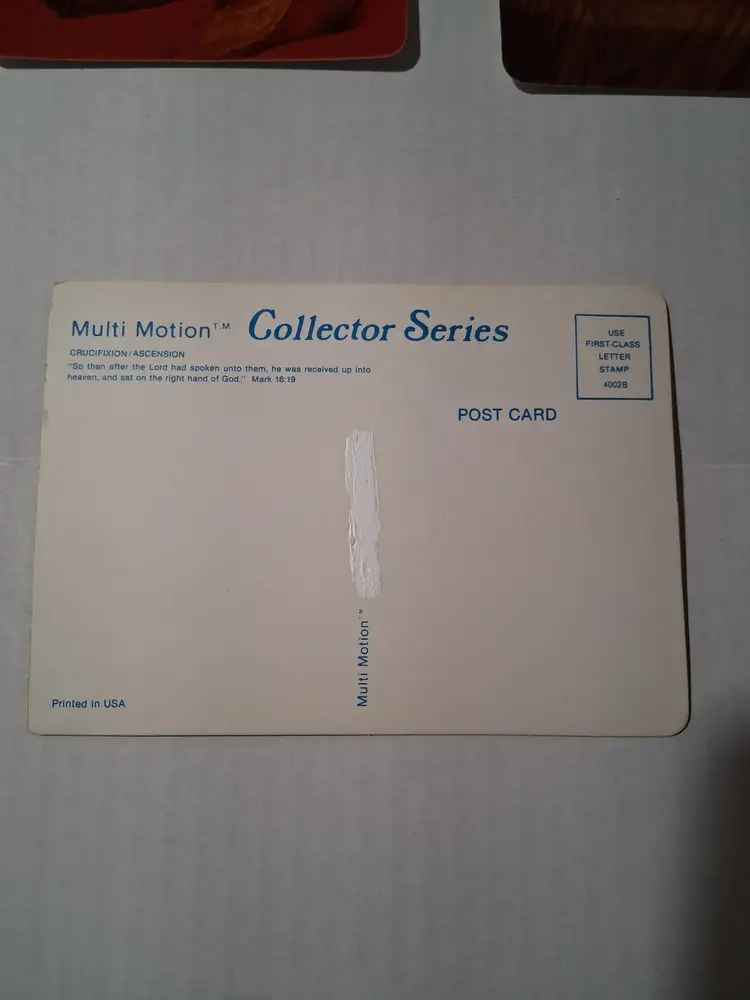 Multi Motion T.M. Collector Series
CRUCIFIXION/ASCENSION
"So then after the Lord had spoken unto them, he was received up into
heaven, and sat on the right hand of God." Mark 16:19
USE
FIRST-CLASS
LETTER
STAMP
4002B
POST CARD
Multi Motion™
Printed in USA